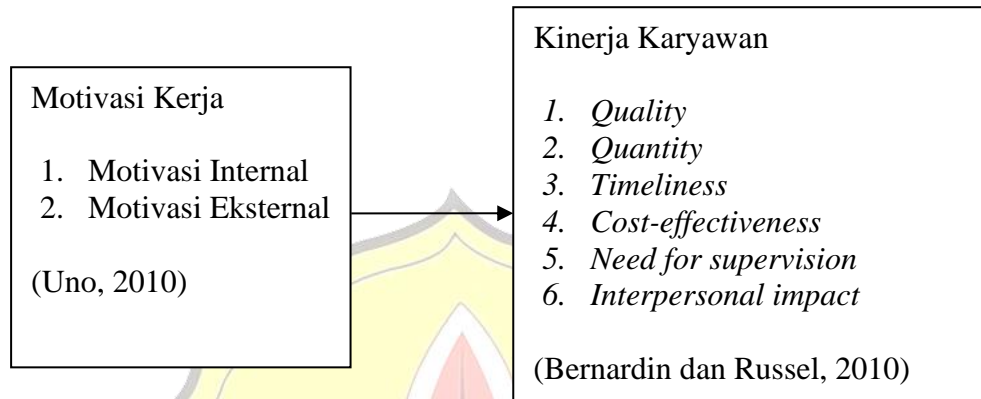 Motivasi Kerja
1. Motivasi Internal
2. Motivasi Eksternal
(Uno, 2010)
Kinerja Karyawan
1. Quality
2. Quantity
3. Timeliness
4. Cost-effectiveness
5. Need for supervision
6. Interpersonal impact
(Bernardin dan Russel, 2010)